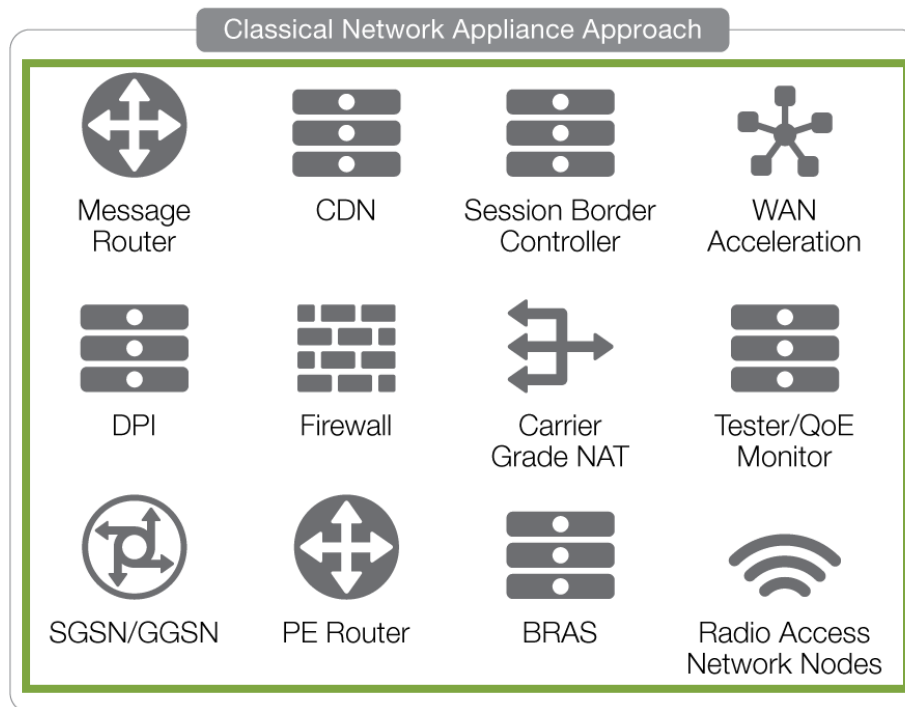 Classical Network Appliance Approach
Message
Router
CDN
Session Border
Controller
WAN
Acceleration
DPI
Firewall
Carrier
Grade NAT
Tester/QoE
Monitor
SGSN/GGSN
PE Router
BRAS
Radio Access
Network Nodes